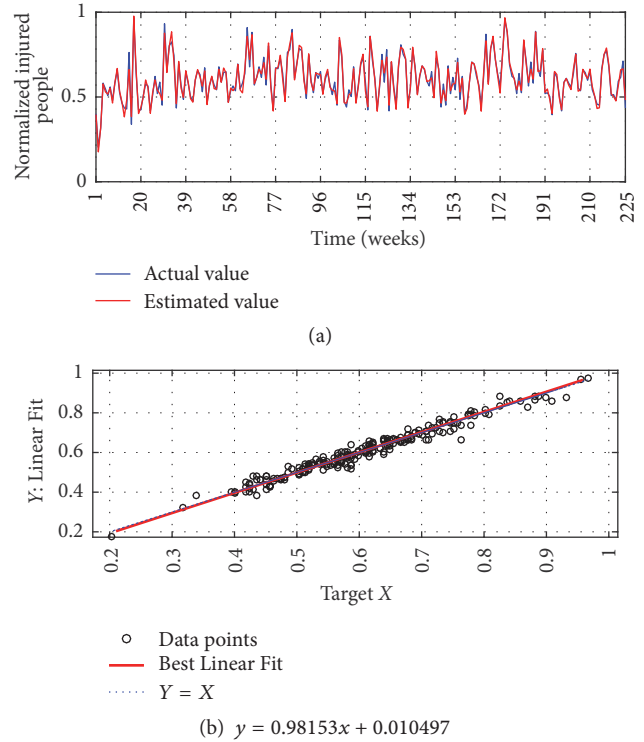 Normalized injured
people
1
0.5
0
1
20
39
58
77
96
115
134
153
172
191
210
225
Time (weeks)
Actual value
Estimated value
(a)
Y: Linear Fit
1
0.8
0.6
0.4
0.2
0.2
0.3
0.4
0.5
0.6
0.7
0.8
0.9
1
Target X
Data points
Best Linear Fit
Y = X
(b) y = 0.98153x + 0.010497